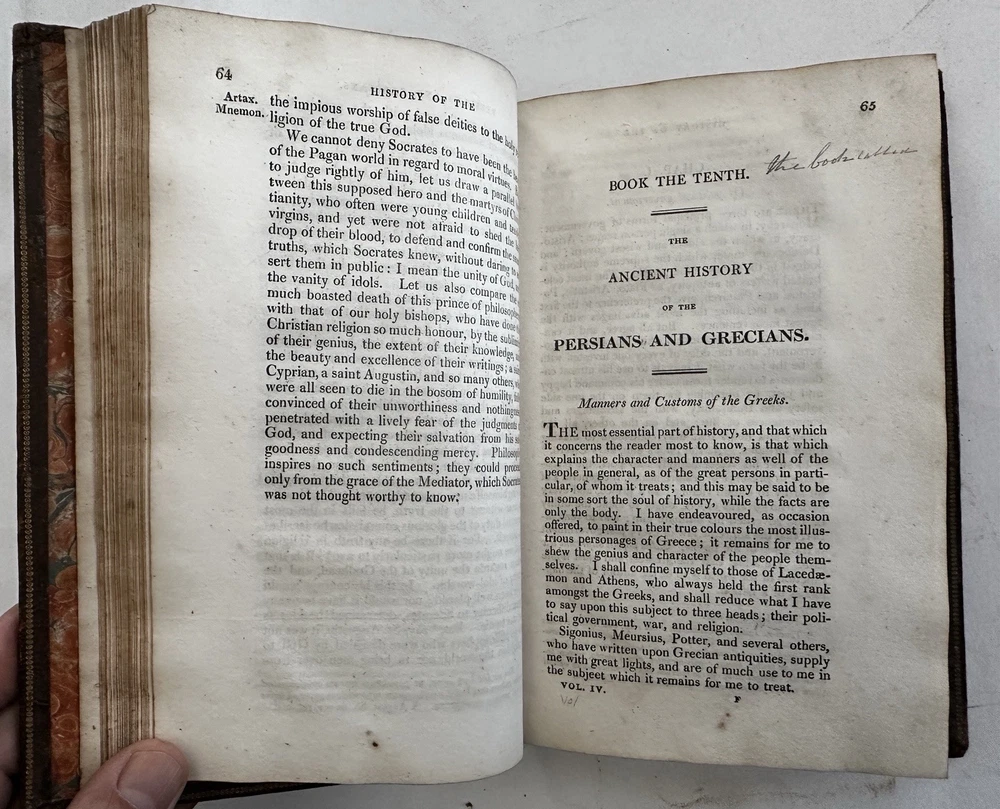 64
HISTORY OF THE
Artax.
Mnemon.
the impious worship of false deities to the holy
ligion of the true God.
We cannot deny Socrates to have been the
of the Pagan world in regard to moral virtues.
to judge rightly of him, let us draw a parallel
tween this supposed hero and the martyrs of
tianity, who often were young children and
virgins, and yet were not afraid to shed the
drop of their blood, to defend and confirm the
truths, which Socrates knew, without daring to
sert them in public: I mean the unity of God,
the vanity of idols. Let us also compare the
much boasted death of this prince of
with that of our holy bishops, who have done
Christian religion so much honour, by the
of their genius, the extent of their knowledge,
the beauty and excellence of their writings; a
Cyprian, a saint Augustin, and so many others,
were all seen to die in the bosom of humility,
convinced of their unworthiness and
penetrated with a lively fear of the judgments
God, and expecting their salvation from his
goodness and condescending mercy.
inspires no such sentiments; they could
only from the grace of the Mediator, which
was not thought worthy to know.
65
the book
BOOK THE TENTH.
THE
ANCIENT HISTORY
OF THE
PERSIANS AND GRECIANS.
Manners and Customs of the Greeks.
THE most essential part of history, and that which
it concerns the reader most to know, is that which
explains the character and manners as well of the
people in general, as of the great persons in parti-
cular, of whom it treats; and this may be said to be
in some sort the soul of history, while the facts are
only the body. I have endeavoured, as occasion
offered, to paint in their true colours the most illus-
trious personages of Greece; it remains for me to
shew the genius and character of the people them-
selves. I shall confine myself to those of Lacedæ-
mon and Athens, who always held the first rank
amongst the Greeks, and shall reduce what I have
to say upon this subject to three heads; their poli-
tical government, war, and religion.
Sigonius, Meursius, Potter, and several others,
who have written upon Grecian antiquities, supply
me with great lights, and are of much use to me in
the subject which it remains for me to treat.
VOL. IV.
F
Vol